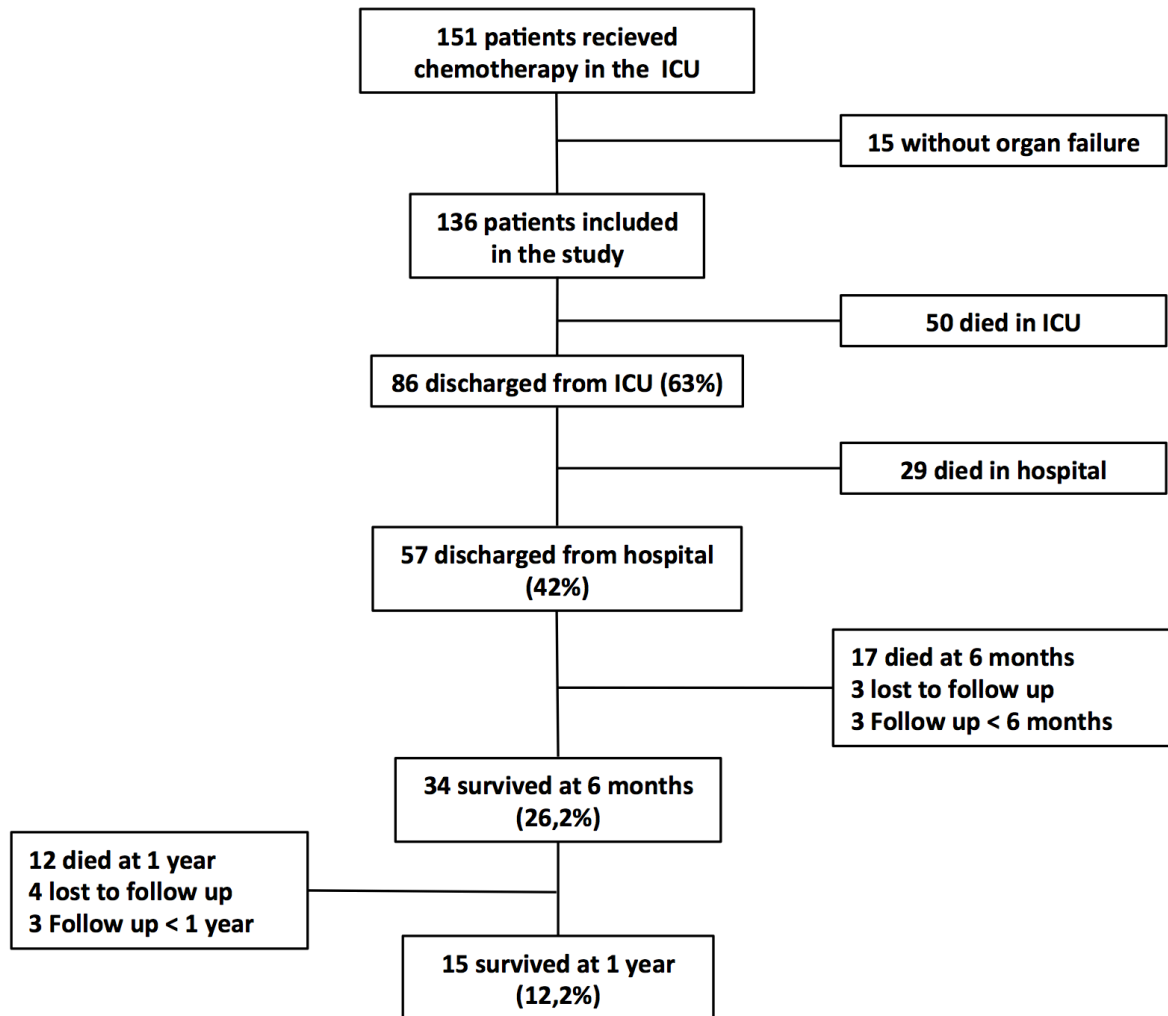 151 patients recieved
chemotherapy in the ICU
15 without organ failure
136 patients included
in the study
50 died in ICU
86 discharged from ICU (63%)
29 died in hospital
57 discharged from hospital
(42%)
17 died at 6 months
3 lost to follow up
3 Follow up < 6 months
34 survived at 6 months
(26,2%)
12 died at 1 year
4 lost to follow up
3 Follow up < 1 year
15 survived at 1 year
(12,2%)